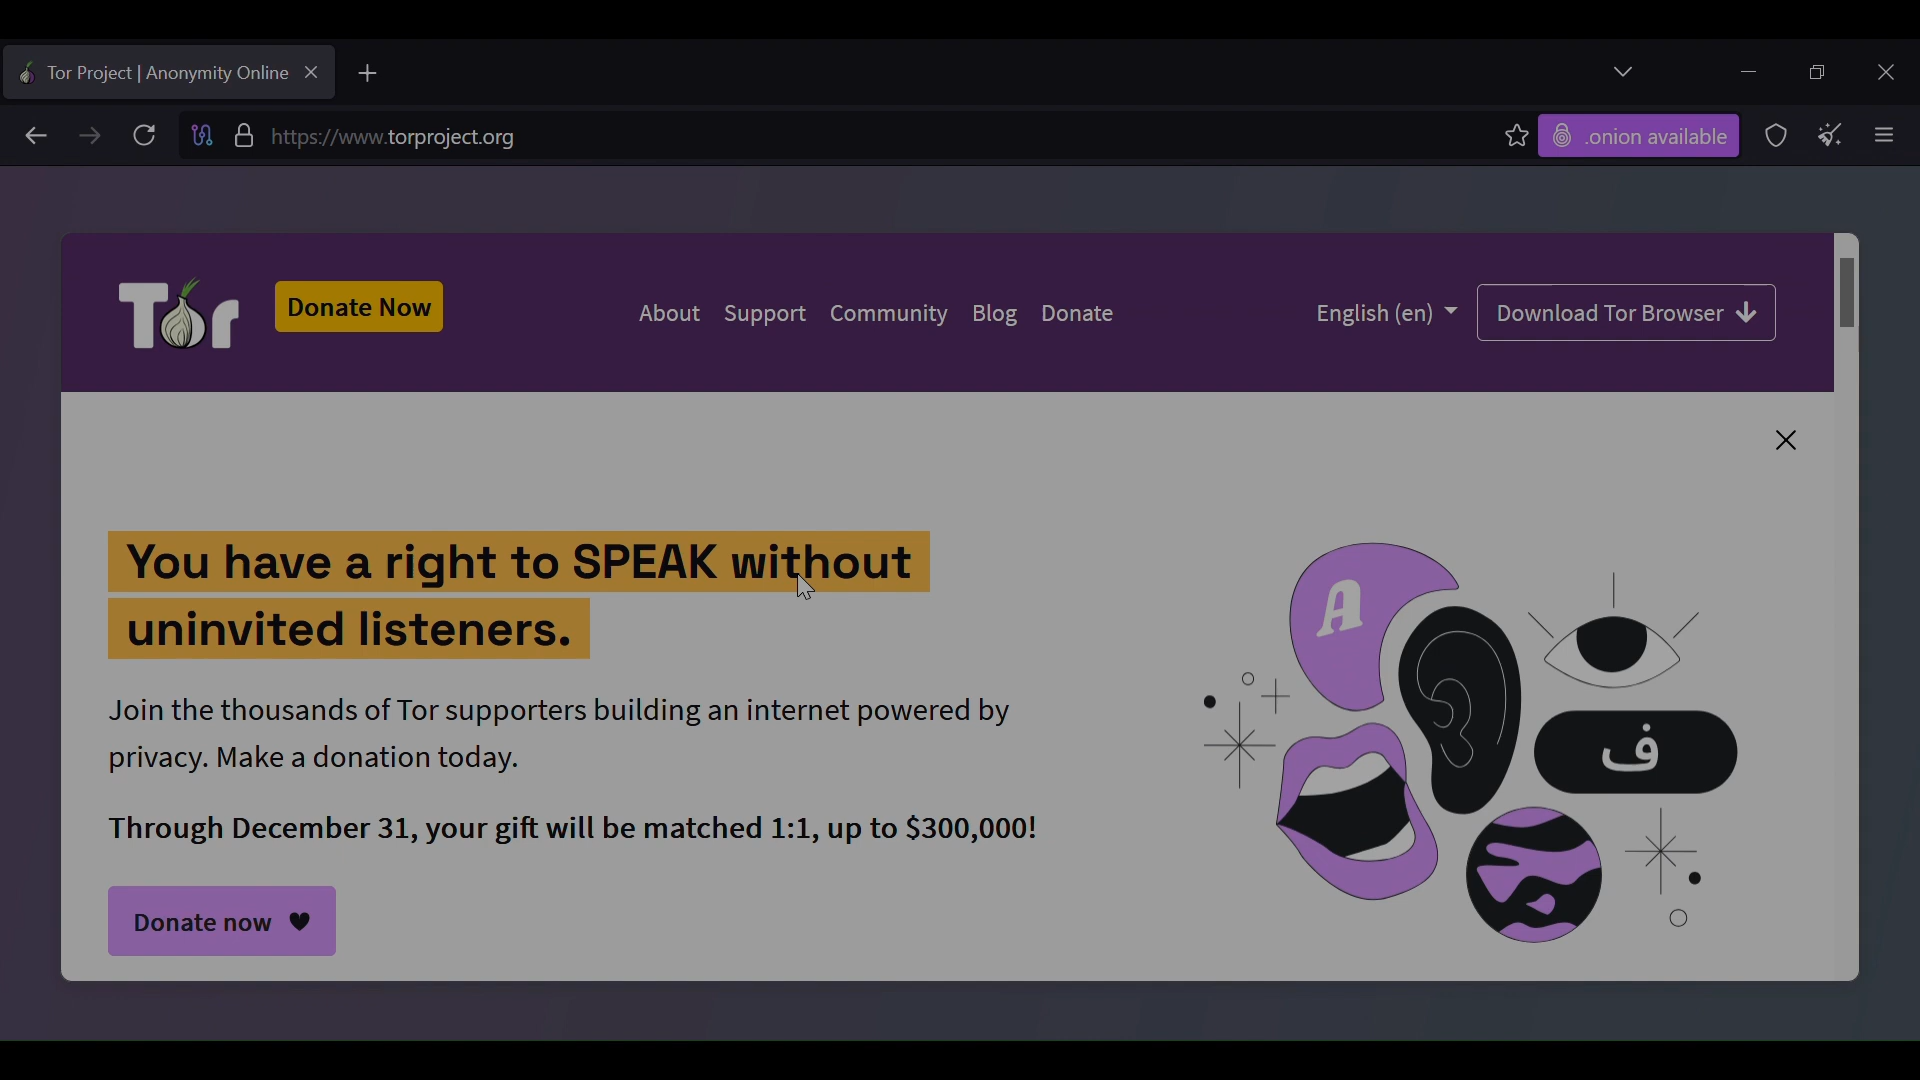 Tor Project | Anonymity Online
https://www.torproject.org
.onion available
Tor
Donate Now
About
Support
Community
Blog
Donate
English (en)
Download Tor Browser
You have a right to SPEAK without
uninvited listeners.
Join the thousands of Tor supporters building an internet powered by
privacy. Make a donation today.
Through December 31, your gift will be matched 1:1, up to $300,000!
Donate now
A
ف